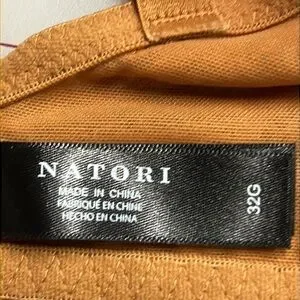 NATORI
MADE IN CHINA
FABRIQUÉ EN CHINE
HECHO EN CHINA
32G